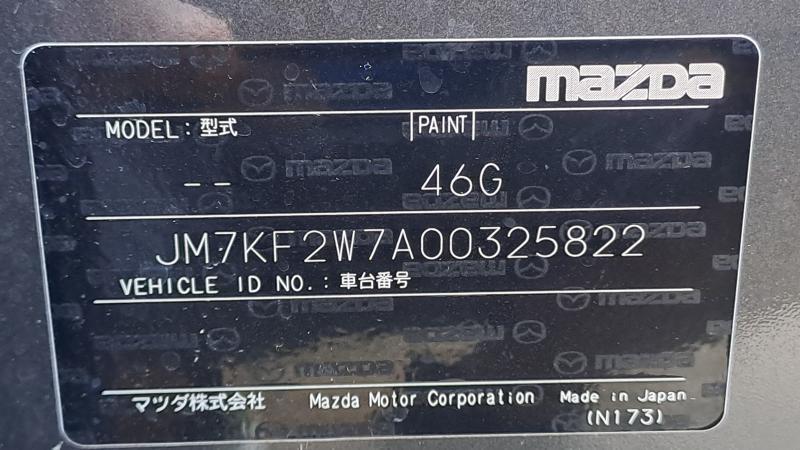 mazda
MODEL：型式 PAINT
-- 46G
JM7KF2W7A00325822
VEHICLE ID NO.：車台番号
マツダ株式会社 Mazda Motor Corporation Made in Japan
(N173)